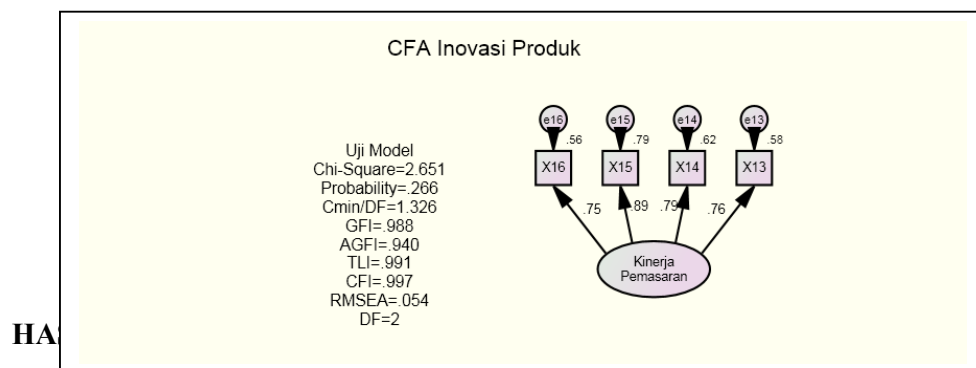 CFA Inovasi Produk
Uji Model
Chi-Square=2.651
Probability=.266
Cmin/DF=1.326
GFI=.988
AGFI=.940
TLI=.991
CFI=.997
RMSEA=.054
DF=2
e16 e15 e14 e13
.56 .79 .62 .58
X16 X15 X14 X13
.75 .89 .79 .76
Kinerja
Pemasaran